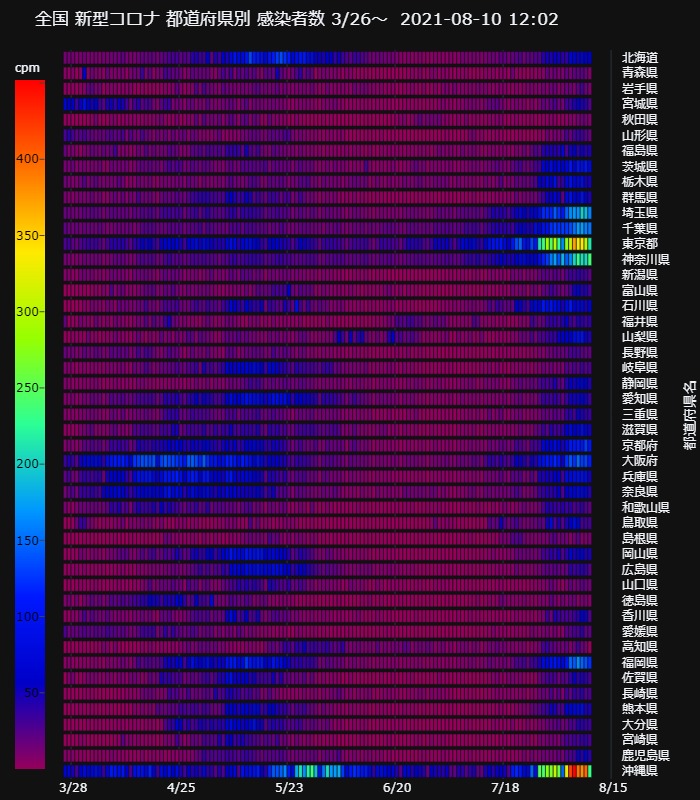 全国 新型コロナ 都道府県別 感染者数 3/26〜 2021-08-10 12:02
cpm
400
350
300
250
200
150
100
50
北海道
青森県
岩手県
宮城県
秋田県
山形県
福島県
茨城県
栃木県
群馬県
埼玉県
千葉県
東京都
神奈川県
新潟県
富山県
石川県
福井県
山梨県
長野県
岐阜県
静岡県
愛知県
三重県
滋賀県
京都府
大阪府
兵庫県
奈良県
和歌山県
鳥取県
島根県
岡山県
広島県
山口県
徳島県
香川県
愛媛県
高知県
福岡県
佐賀県
長崎県
熊本県
大分県
宮崎県
鹿児島県
沖縄県
都道府県名
3/28
4/25
5/23
6/20
7/18
8/15